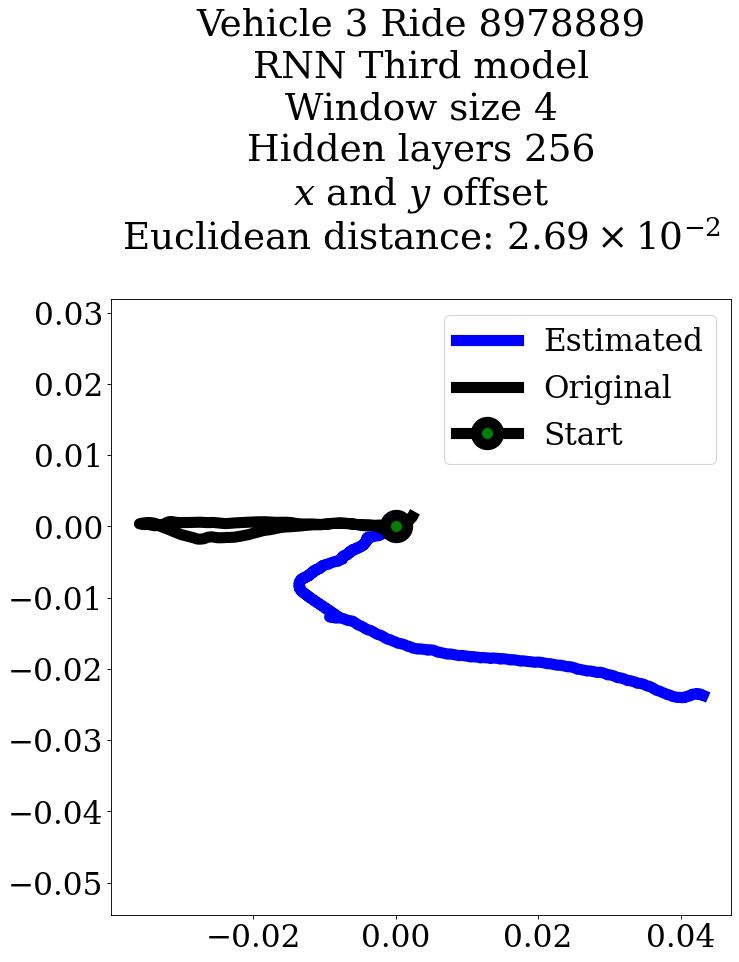 Vehicle 3 Ride 8978889
RNN Third model
Window size 4
Hidden layers 256
x and y offset
Euclidean distance: 2.69 × 10⁻²
Estimated
Original
Start
0.03
0.02
0.01
0.00
−0.01
−0.02
−0.03
−0.04
−0.05
−0.02 0.00 0.02 0.04